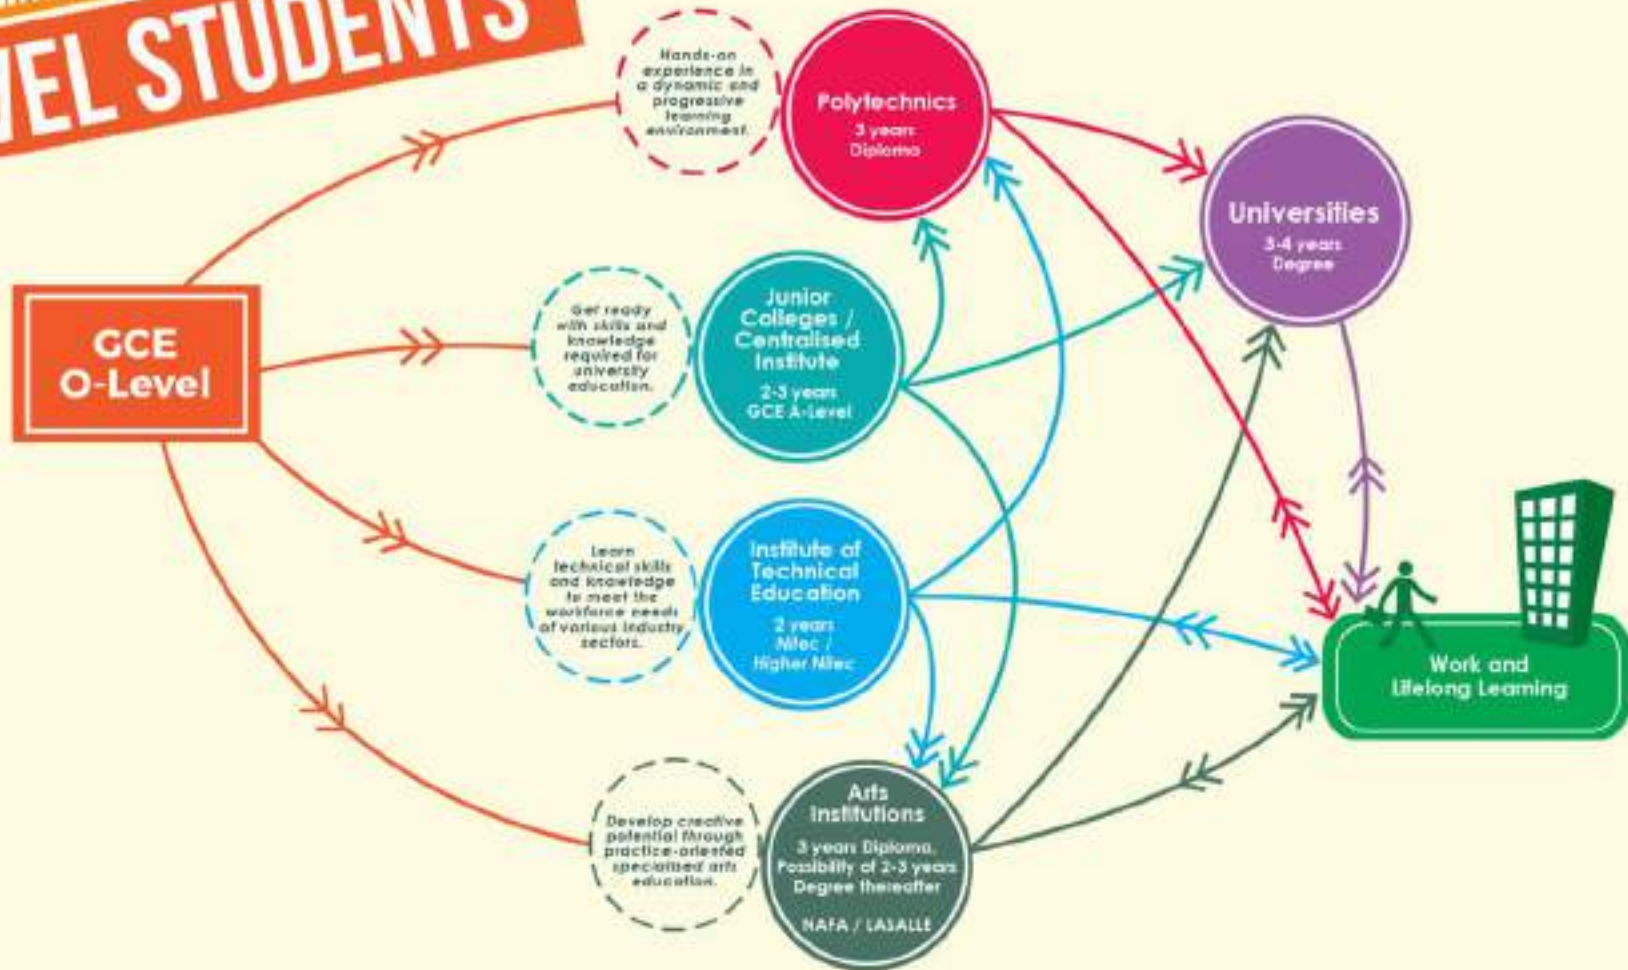 VEL STUDENTS
Hands-on
experience in
a dynamic and
progressive
learning
environment.
Polytechnics
3 years
Diploma
Universities
3-4 years
Degree
GCE
O-Level
Get ready
with skills and
knowledge
required for
university
education.
Junior
Colleges /
Centralised
Institute
2-3 years
GCE A-Level
Learn
technical skills
and knowledge
to meet the
workforce needs
of various industry
sectors.
Institute of
Technical
Education
2 years
Nitec /
Higher Nitec
Work and
Lifelong Learning
Develop creative
potential through
practice-oriented
specialised arts
education.
Arts
Institutions
3 years Diploma,
Possibility of 2-3 years
Degree thereafter
NAFA / LASALLE